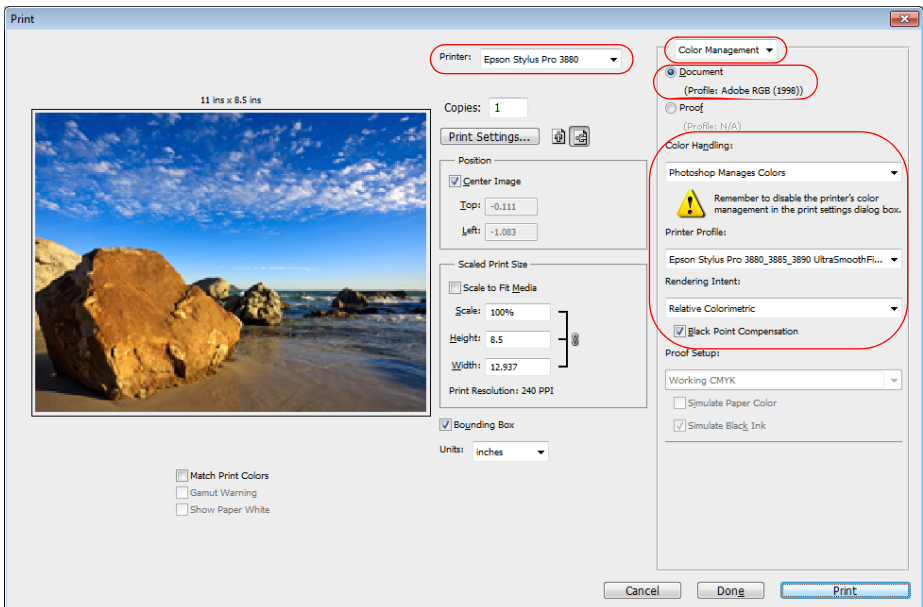 Print
Printer: Epson Stylus Pro 3880
11 ins x 8.5 ins
Copies: 1
Print Settings...
Position
Center Image
Top: -0.111
Left: -1.083
Scaled Print Size
Scale to Fit Media
Scale: 100%
Height: 8.5
Width: 12.937
Print Resolution: 240 PPI
Bounding Box
Units: inches
Match Print Colors
Gamut Warning
Show Paper White
Color Management
Document
(Profile: Adobe RGB (1998))
Proof
(Profile: N/A)
Color Handling:
Photoshop Manages Colors
Remember to disable the printer's color
management in the print settings dialog box.
Printer Profile:
Epson Stylus Pro 3880_3885_3890 UltraSmoothFi...
Rendering Intent:
Relative Colorimetric
Black Point Compensation
Proof Setup:
Working CMYK
Simulate Paper Color
Simulate Black Ink
Cancel
Done
Print